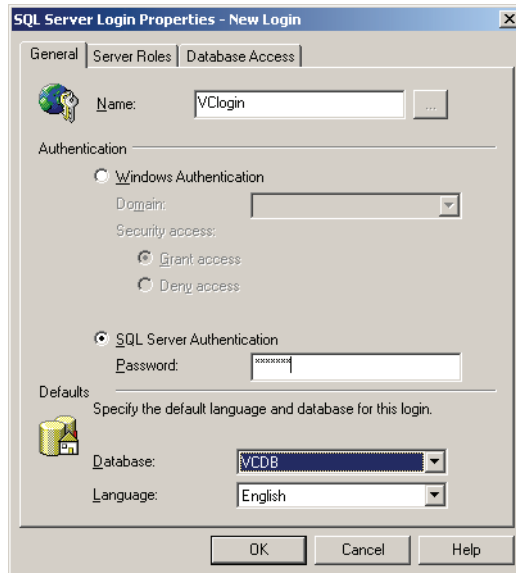 SQL Server Login Properties - New Login
General Server Roles Database Access
Name: VClogin ...
Authentication
Windows Authentication
Domain:
Security access:
Grant access
Deny access
SQL Server Authentication
Password: *******
Defaults
Specify the default language and database for this login.
Database: VCDB
Language: English
OK Cancel Help